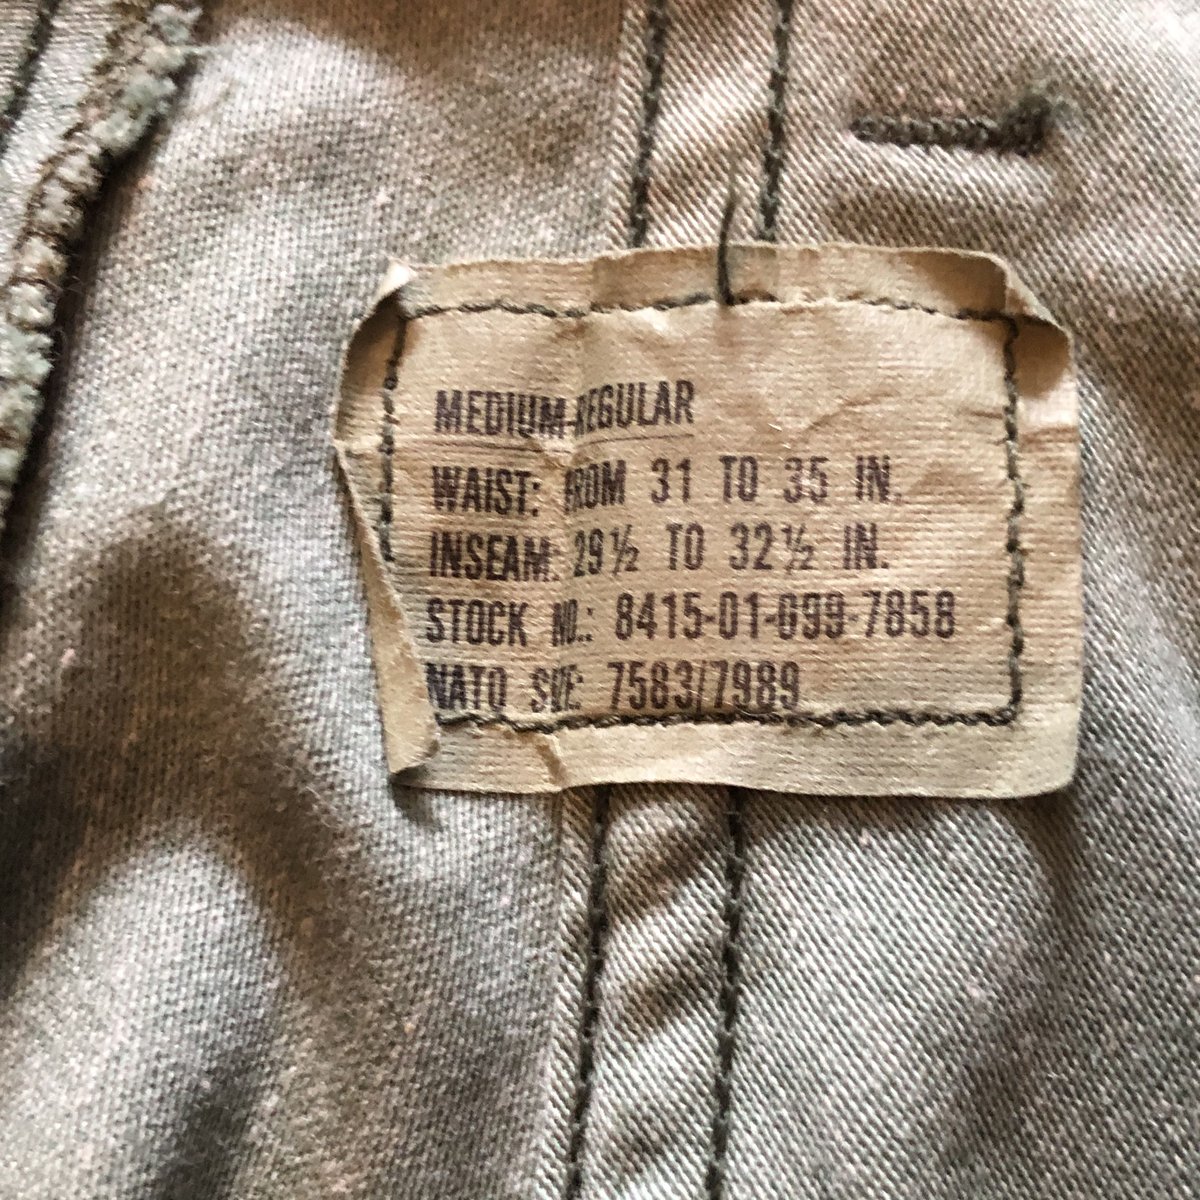 MEDIUM-REGULAR
WAIST: FROM 31 TO 35 IN.
INSEAM: 29½ TO 32½ IN.
STOCK NO.: 8415-01-099-7858
NATO SIZE: 7583/7989